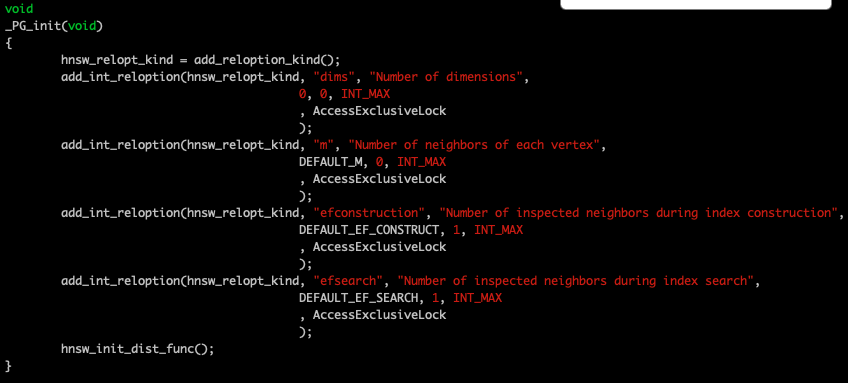 void
_PG_init(void)
{
        hnsw_relopt_kind = add_reloption_kind();
        add_int_reloption(hnsw_relopt_kind, "dims", "Number of dimensions",
                                          0, 0, INT_MAX
                                          , AccessExclusiveLock
                                          );
        add_int_reloption(hnsw_relopt_kind, "m", "Number of neighbors of each vertex",
                                          DEFAULT_M, 0, INT_MAX
                                          , AccessExclusiveLock
                                          );
        add_int_reloption(hnsw_relopt_kind, "efconstruction", "Number of inspected neighbors during index construction",
                                          DEFAULT_EF_CONSTRUCT, 1, INT_MAX
                                          , AccessExclusiveLock
                                          );
        add_int_reloption(hnsw_relopt_kind, "efsearch", "Number of inspected neighbors during index search",
                                          DEFAULT_EF_SEARCH, 1, INT_MAX
                                          , AccessExclusiveLock
                                          );
        hnsw_init_dist_func();
}